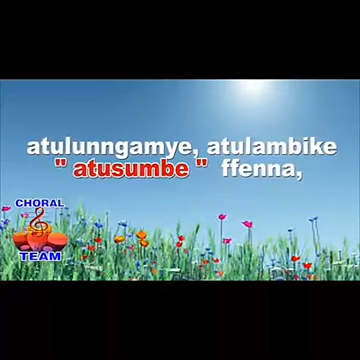 atulunngamye, atulambike
" atusumbe " ffenna,
CHORAL
TEAM